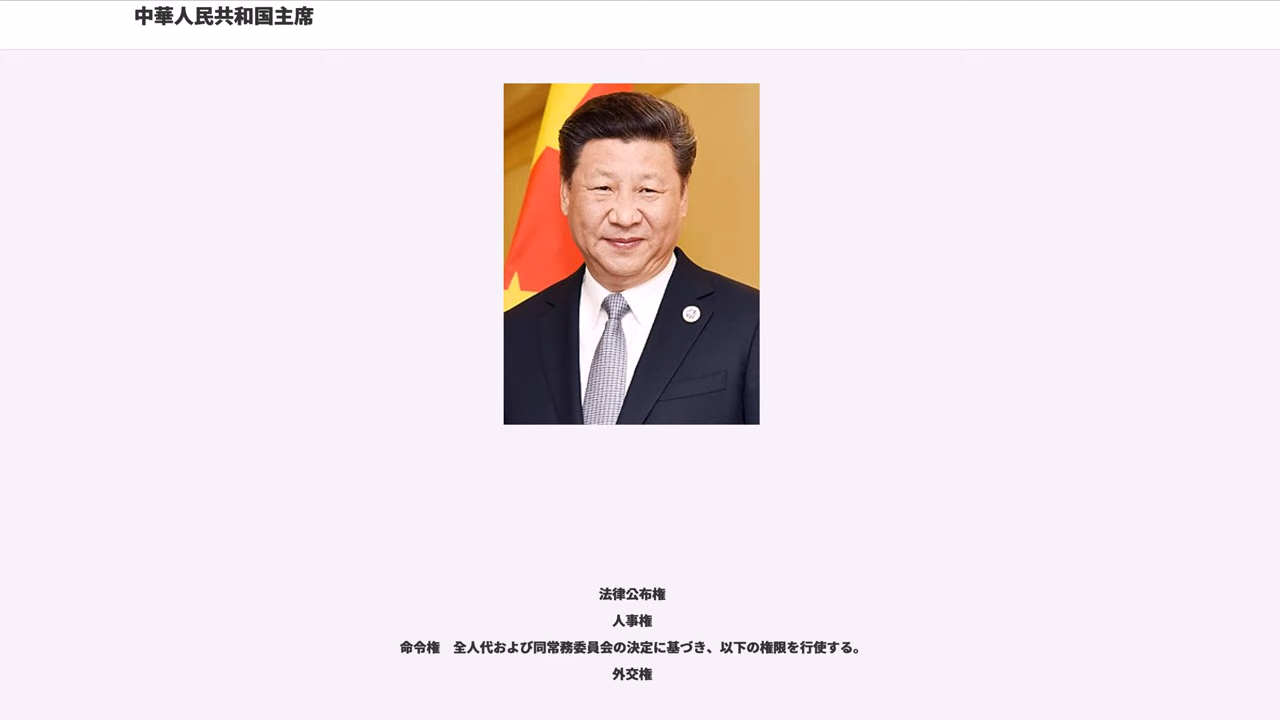 中華人民共和国主席
法律公布権
人事権
命令権　全人代および同常務委員会の決定に基づき、以下の権限を行使する。
外交権